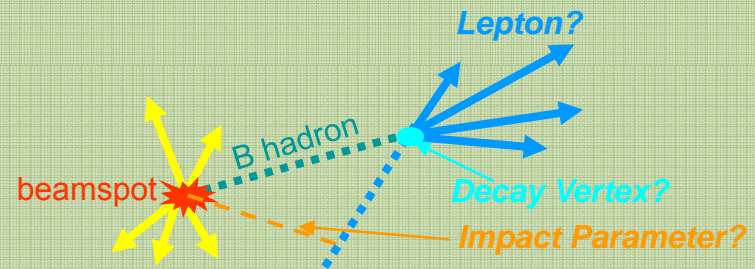 Lepton?
B hadron
beamspot
Decay Vertex?
Impact Parameter?